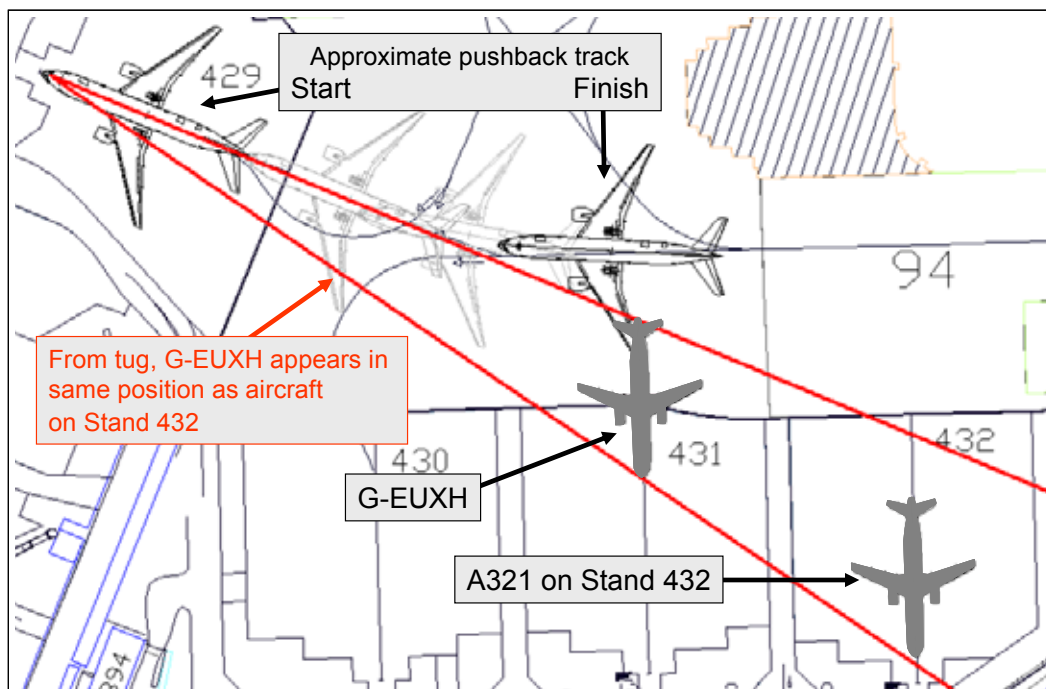 Approximate pushback track
Start Finish
429
94
From tug, G-EUXH appears in
same position as aircraft
on Stand 432
430
431
432
G-EUXH
A321 on Stand 432
394